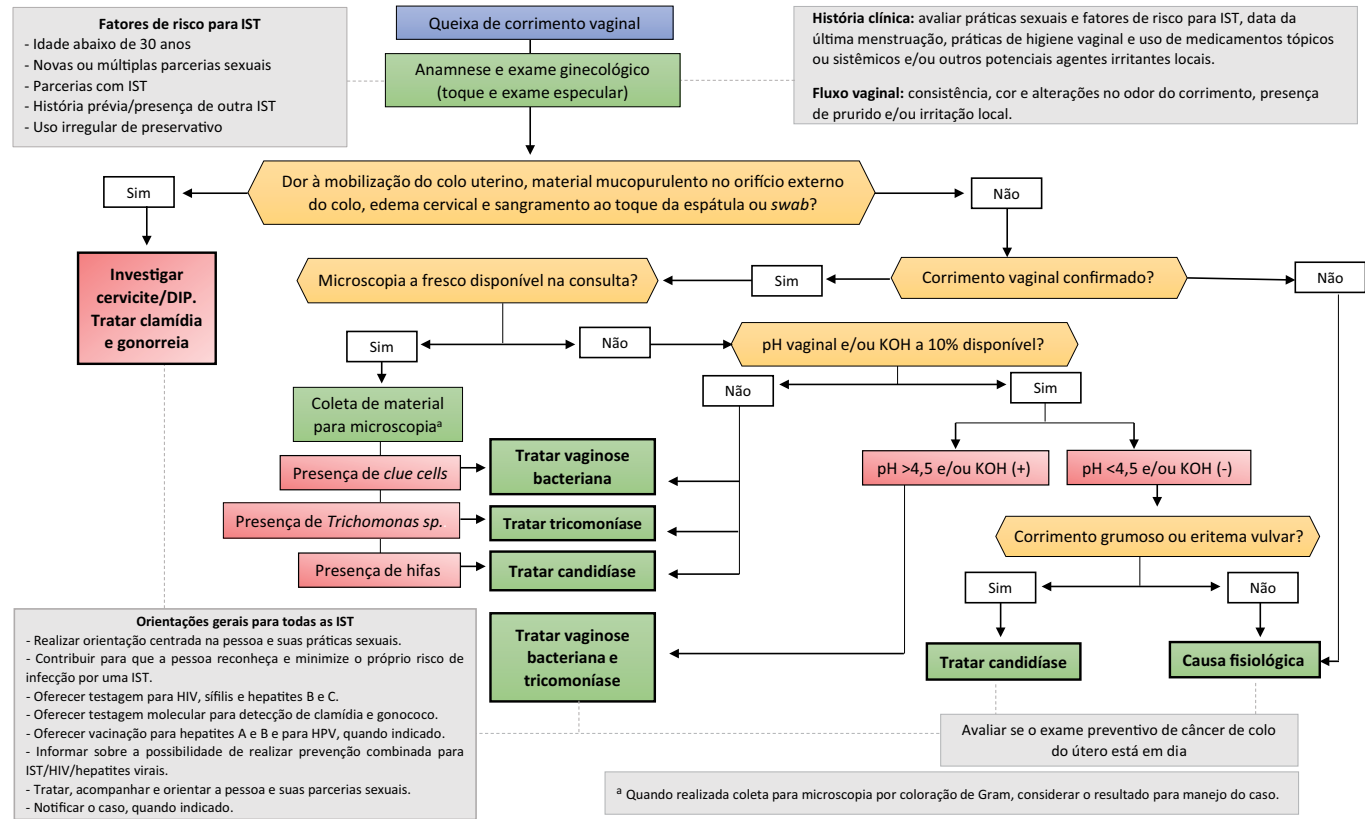 Fatores de risco para IST
- Idade abaixo de 30 anos
- Novas ou múltiplas parcerias sexuais
- Parcerias com IST
- História prévia/presença de outra IST
- Uso irregular de preservativo
Queixa de corrimento vaginal
Anamnese e exame ginecológico
(toque e exame especular)
História clínica: avaliar práticas sexuais e fatores de risco para IST, data da
última menstruação, práticas de higiene vaginal e uso de medicamentos tópicos
ou sistêmicos e/ou outros potenciais agentes irritantes locais.
Fluxo vaginal: consistência, cor e alterações no odor do corrimento, presença
de prurido e/ou irritação local.
Sim
Dor à mobilização do colo uterino, material mucopurulento no orifício externo
do colo, edema cervical e sangramento ao toque da espátula ou swab?
Não
Investigar
cervicite/DIP.
Tratar clamídia
e gonorreia
Microscopia a fresco disponível na consulta?
Sim
Corrimento vaginal confirmado?
Não
Sim
Não
pH vaginal e/ou KOH a 10% disponível?
Não
Sim
Coleta de material
para microscopiaᵃ
Presença de clue cells
Tratar vaginose
bacteriana
pH >4,5 e/ou KOH (+)
pH <4,5 e/ou KOH (-)
Presença de Trichomonas sp.
Tratar tricomoníase
Corrimento grumoso ou eritema vulvar?
Presença de hifas
Tratar candidíase
Sim
Não
Tratar vaginose
bacteriana e
tricomoníase
Tratar candidíase
Causa fisiológica
Orientações gerais para todas as IST
- Realizar orientação centrada na pessoa e suas práticas sexuais.
- Contribuir para que a pessoa reconheça e minimize o próprio risco de
infecção por uma IST.
- Oferecer testagem para HIV, sífilis e hepatites B e C.
- Oferecer testagem molecular para detecção de clamídia e gonococo.
- Oferecer vacinação para hepatites A e B e para HPV, quando indicado.
- Informar sobre a possibilidade de realizar prevenção combinada para
IST/HIV/hepatites virais.
- Tratar, acompanhar e orientar a pessoa e suas parcerias sexuais.
- Notificar o caso, quando indicado.
Avaliar se o exame preventivo de câncer de colo
do útero está em dia
ᵃ Quando realizada coleta para microscopia por coloração de Gram, considerar o resultado para manejo do caso.